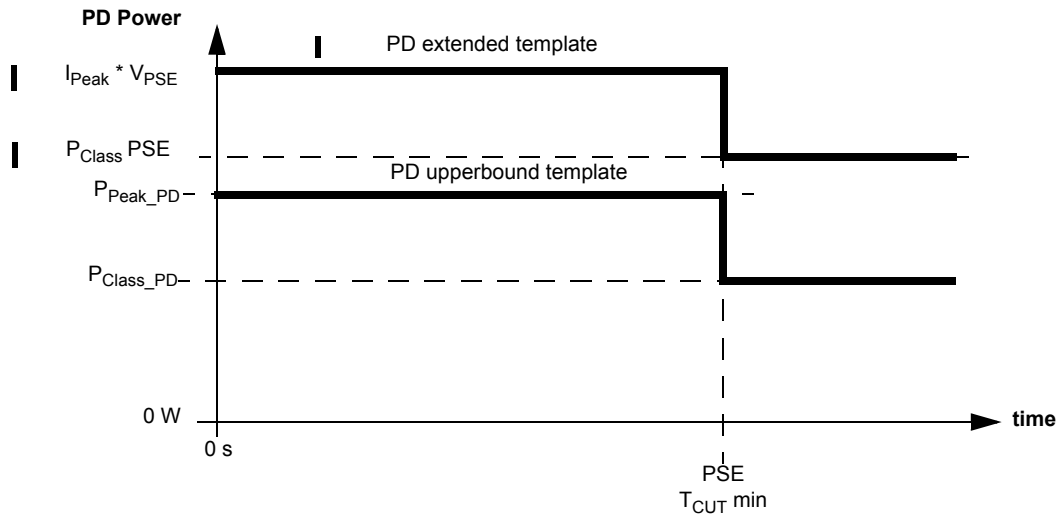 PD Power
PD extended template
I_Peak * V_PSE
P_Class PSE
PD upperbound template
P_Peak_PD
P_Class_PD
0 W
time
0 s
PSE
T_CUT min